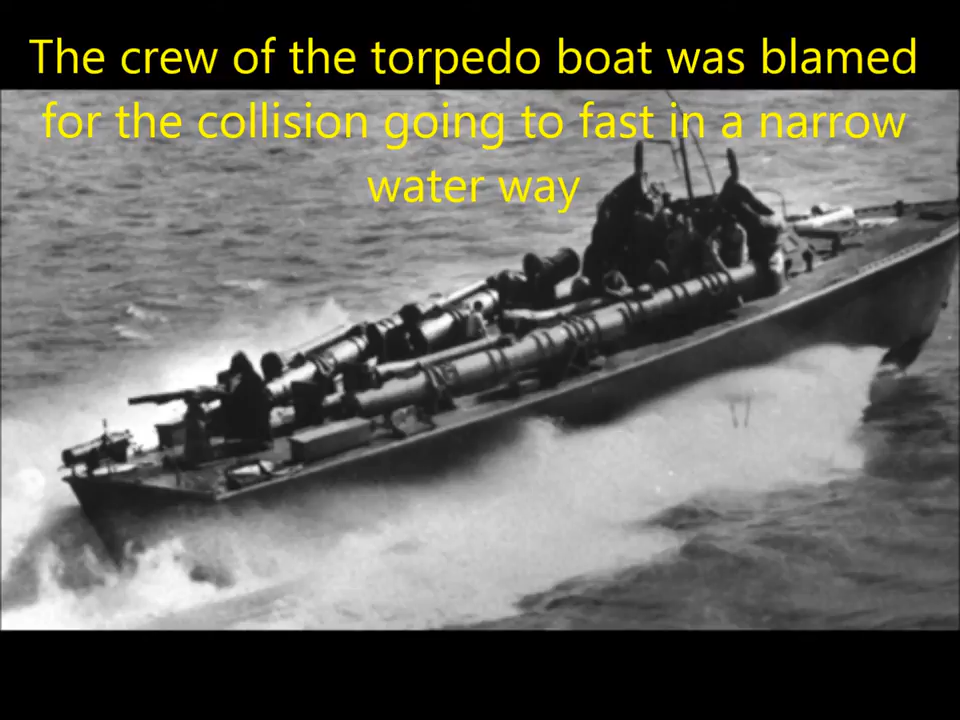 The crew of the torpedo boat was blamed
for the collision going to fast in a narrow
water way